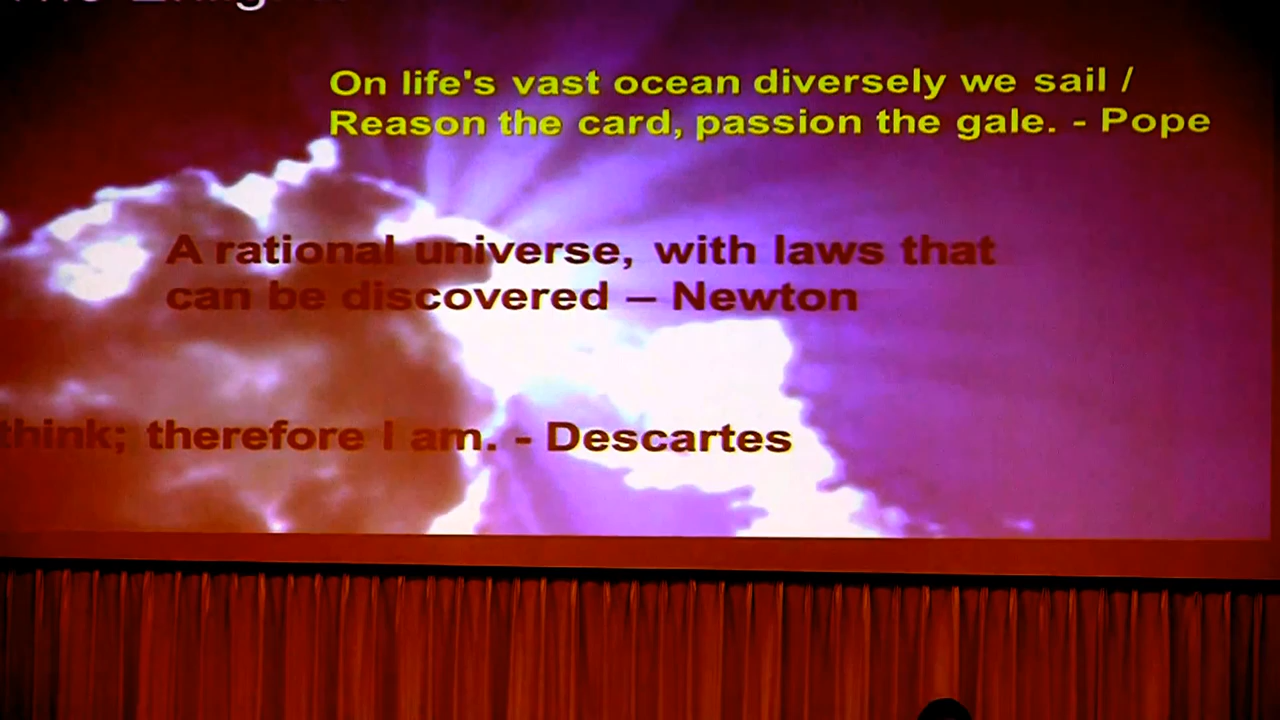 On life's vast ocean diversely we sail /
Reason the card, passion the gale. - Pope
A rational universe, with laws that
can be discovered – Newton
think; therefore I am. - Descartes